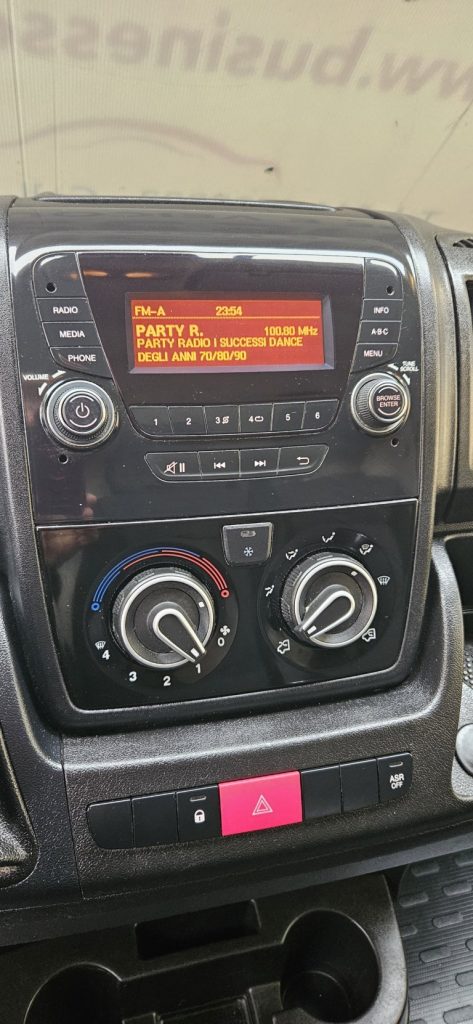 ww.business
RADIO
MEDIA
PHONE
VOLUME
FM-A 23:54
PARTY R. 100.80 MHz
PARTY RADIO I SUCCESSI DANCE
DEGLI ANNI 70/80/90
INFO
A-B-C
MENU
TUNE
SCROLL
BROWSE
ENTER
1 2 3 4 5 6
4 3 2 1 0
ASR
OFF